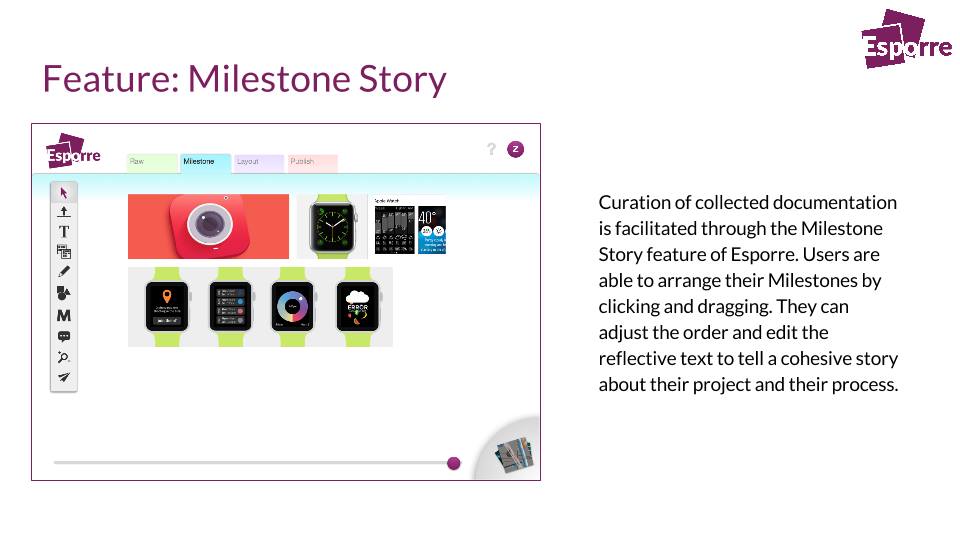 Esporre
Feature: Milestone Story
Esporre
Raw
Milestone
Layout
Publish
?
Z
T
M
Apple Watch
40°
ERROR
Curation of collected documentation
is facilitated through the Milestone
Story feature of Esporre. Users are
able to arrange their Milestones by
clicking and dragging. They can
adjust the order and edit the
reflective text to tell a cohesive story
about their project and their process.